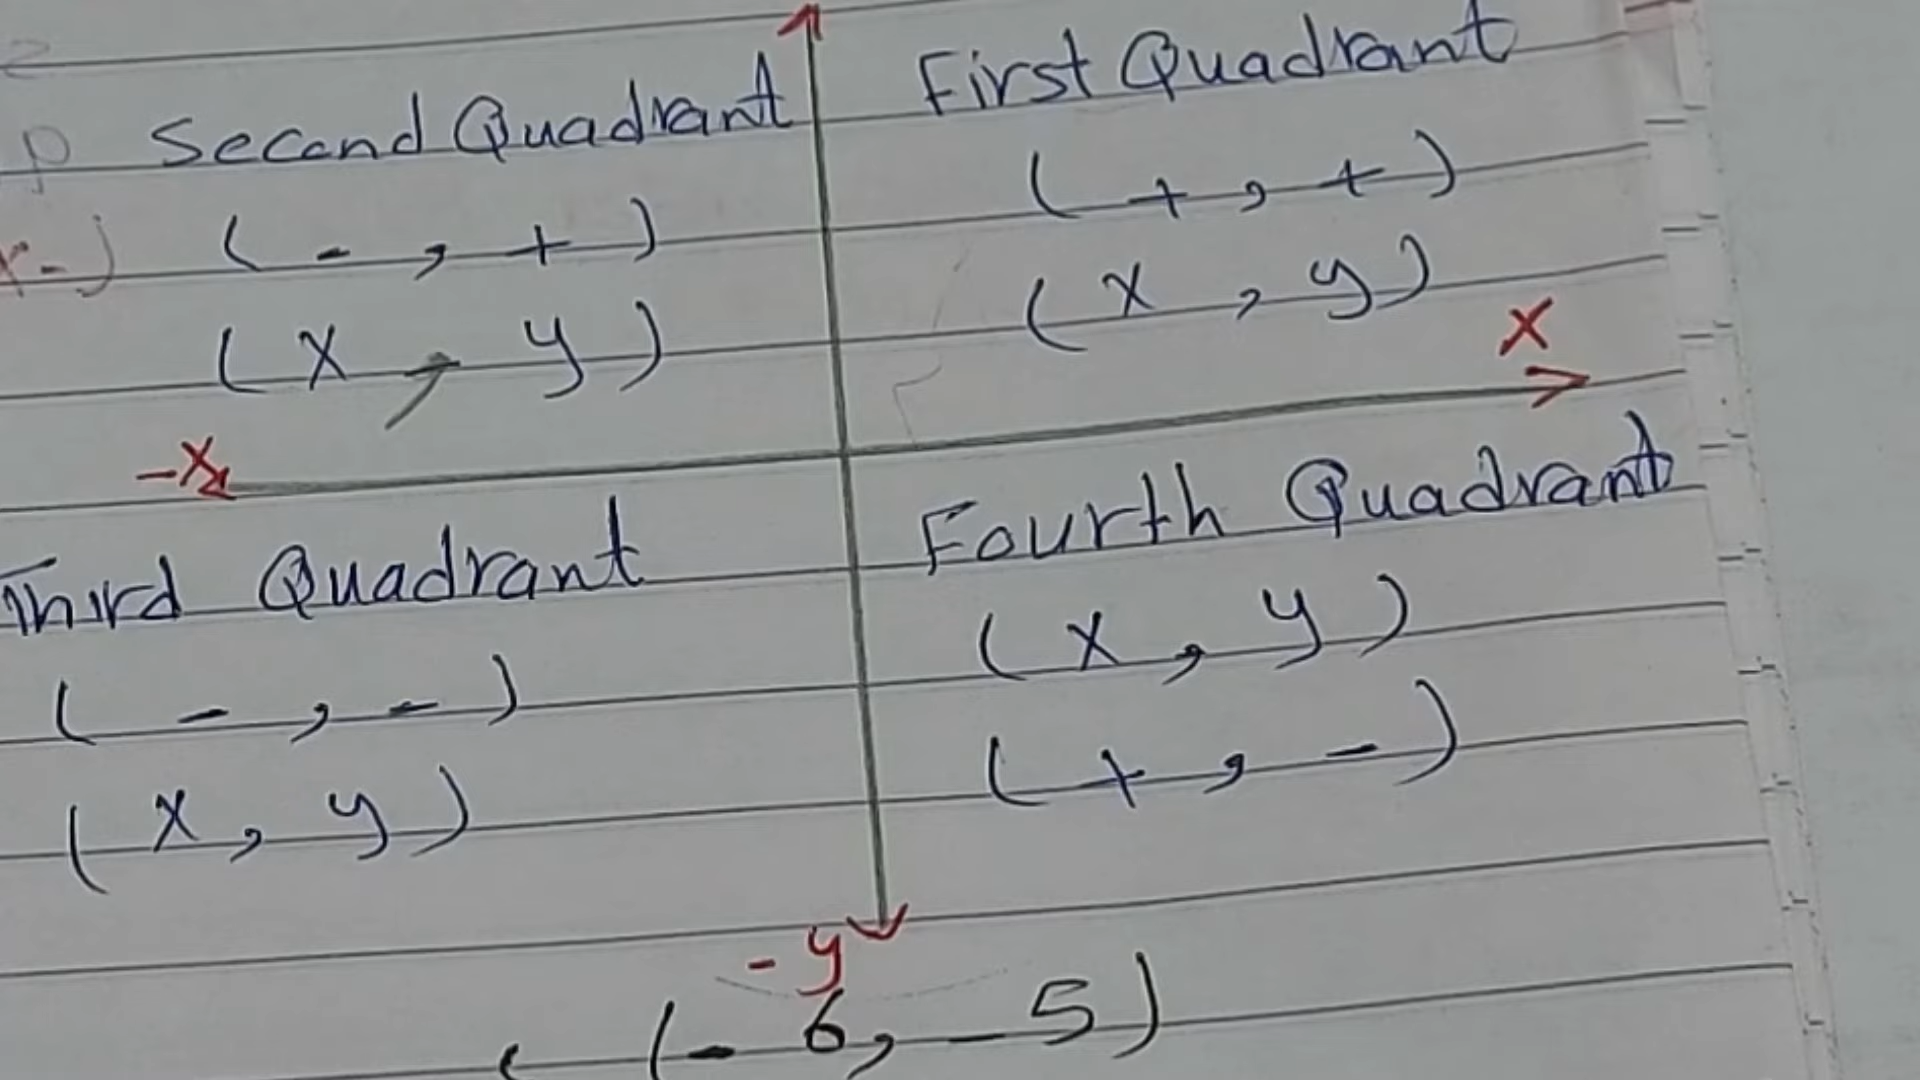 Second Quadrant
(-, +)
(x, y)
First Quadrant
(+, +)
(x, y)
x
-x
Third Quadrant
(-, -)
(x, y)
Fourth Quadrant
(x, y)
(+, -)
-y
(-6, -5)